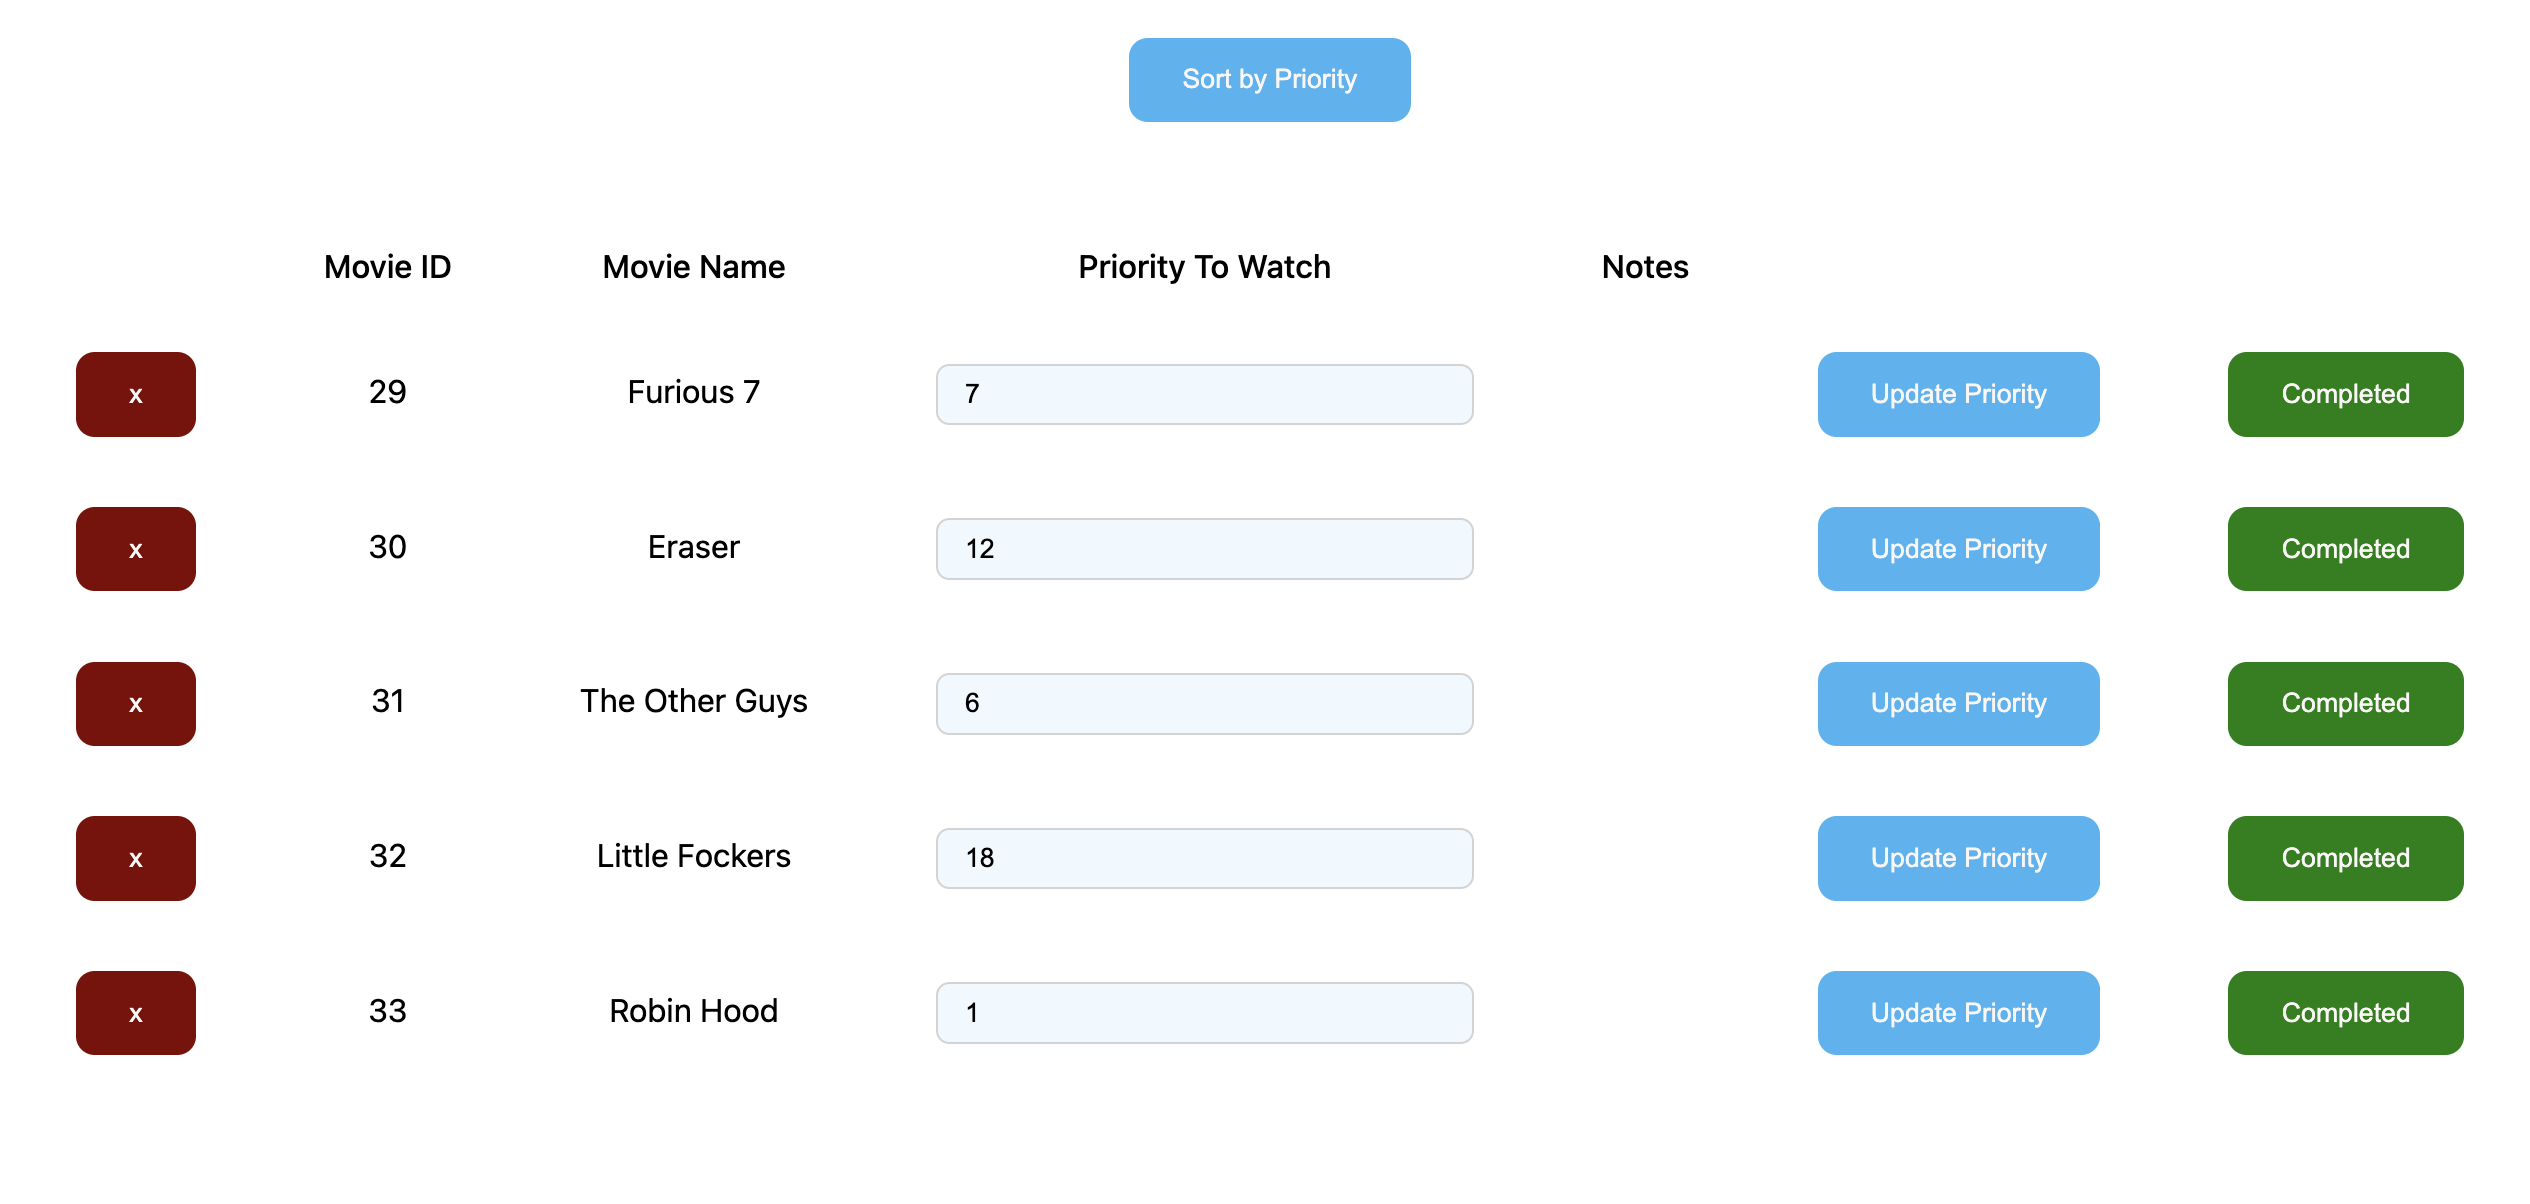 Sort by Priority
Movie ID Movie Name Priority To Watch Notes
x 29 Furious 7 7 Update Priority Completed
x 30 Eraser 12 Update Priority Completed
x 31 The Other Guys 6 Update Priority Completed
x 32 Little Fockers 18 Update Priority Completed
x 33 Robin Hood 1 Update Priority Completed